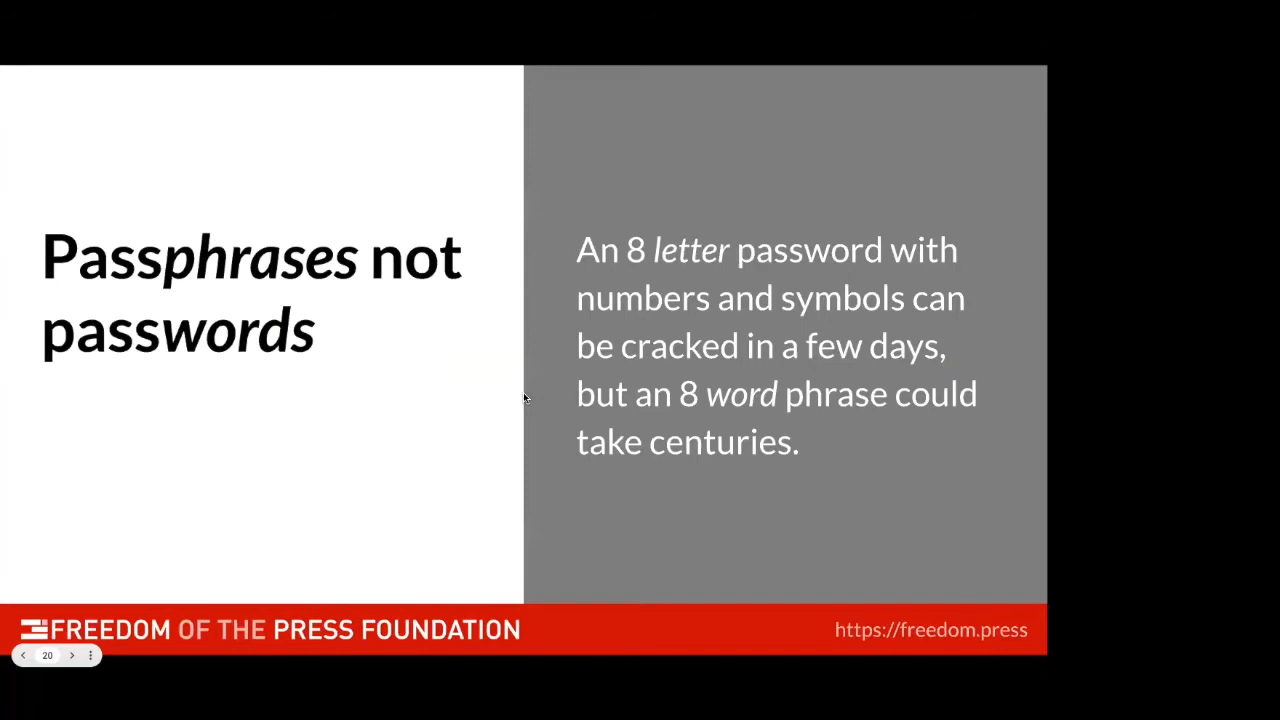 Passphrases not
passwords
An 8 letter password with
numbers and symbols can
be cracked in a few days,
but an 8 word phrase could
take centuries.
FREEDOM OF THE PRESS FOUNDATION
https://freedom.press
20